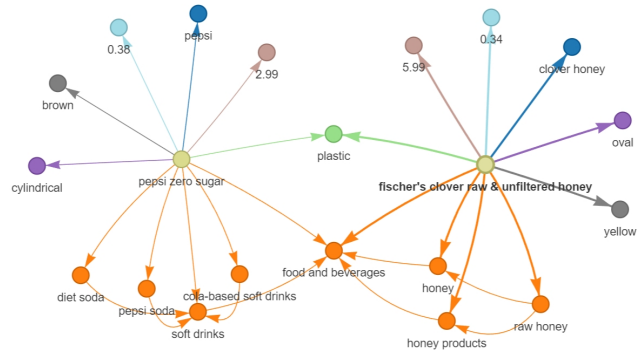 0.38
pepsi
2.99
5.99
0.34
clover honey
brown
cylindrical
pepsi zero sugar
plastic
fischer's clover raw & unfiltered honey
oval
yellow
food and beverages
diet soda
pepsi soda
cola-based soft drinks
soft drinks
honey
raw honey
honey products